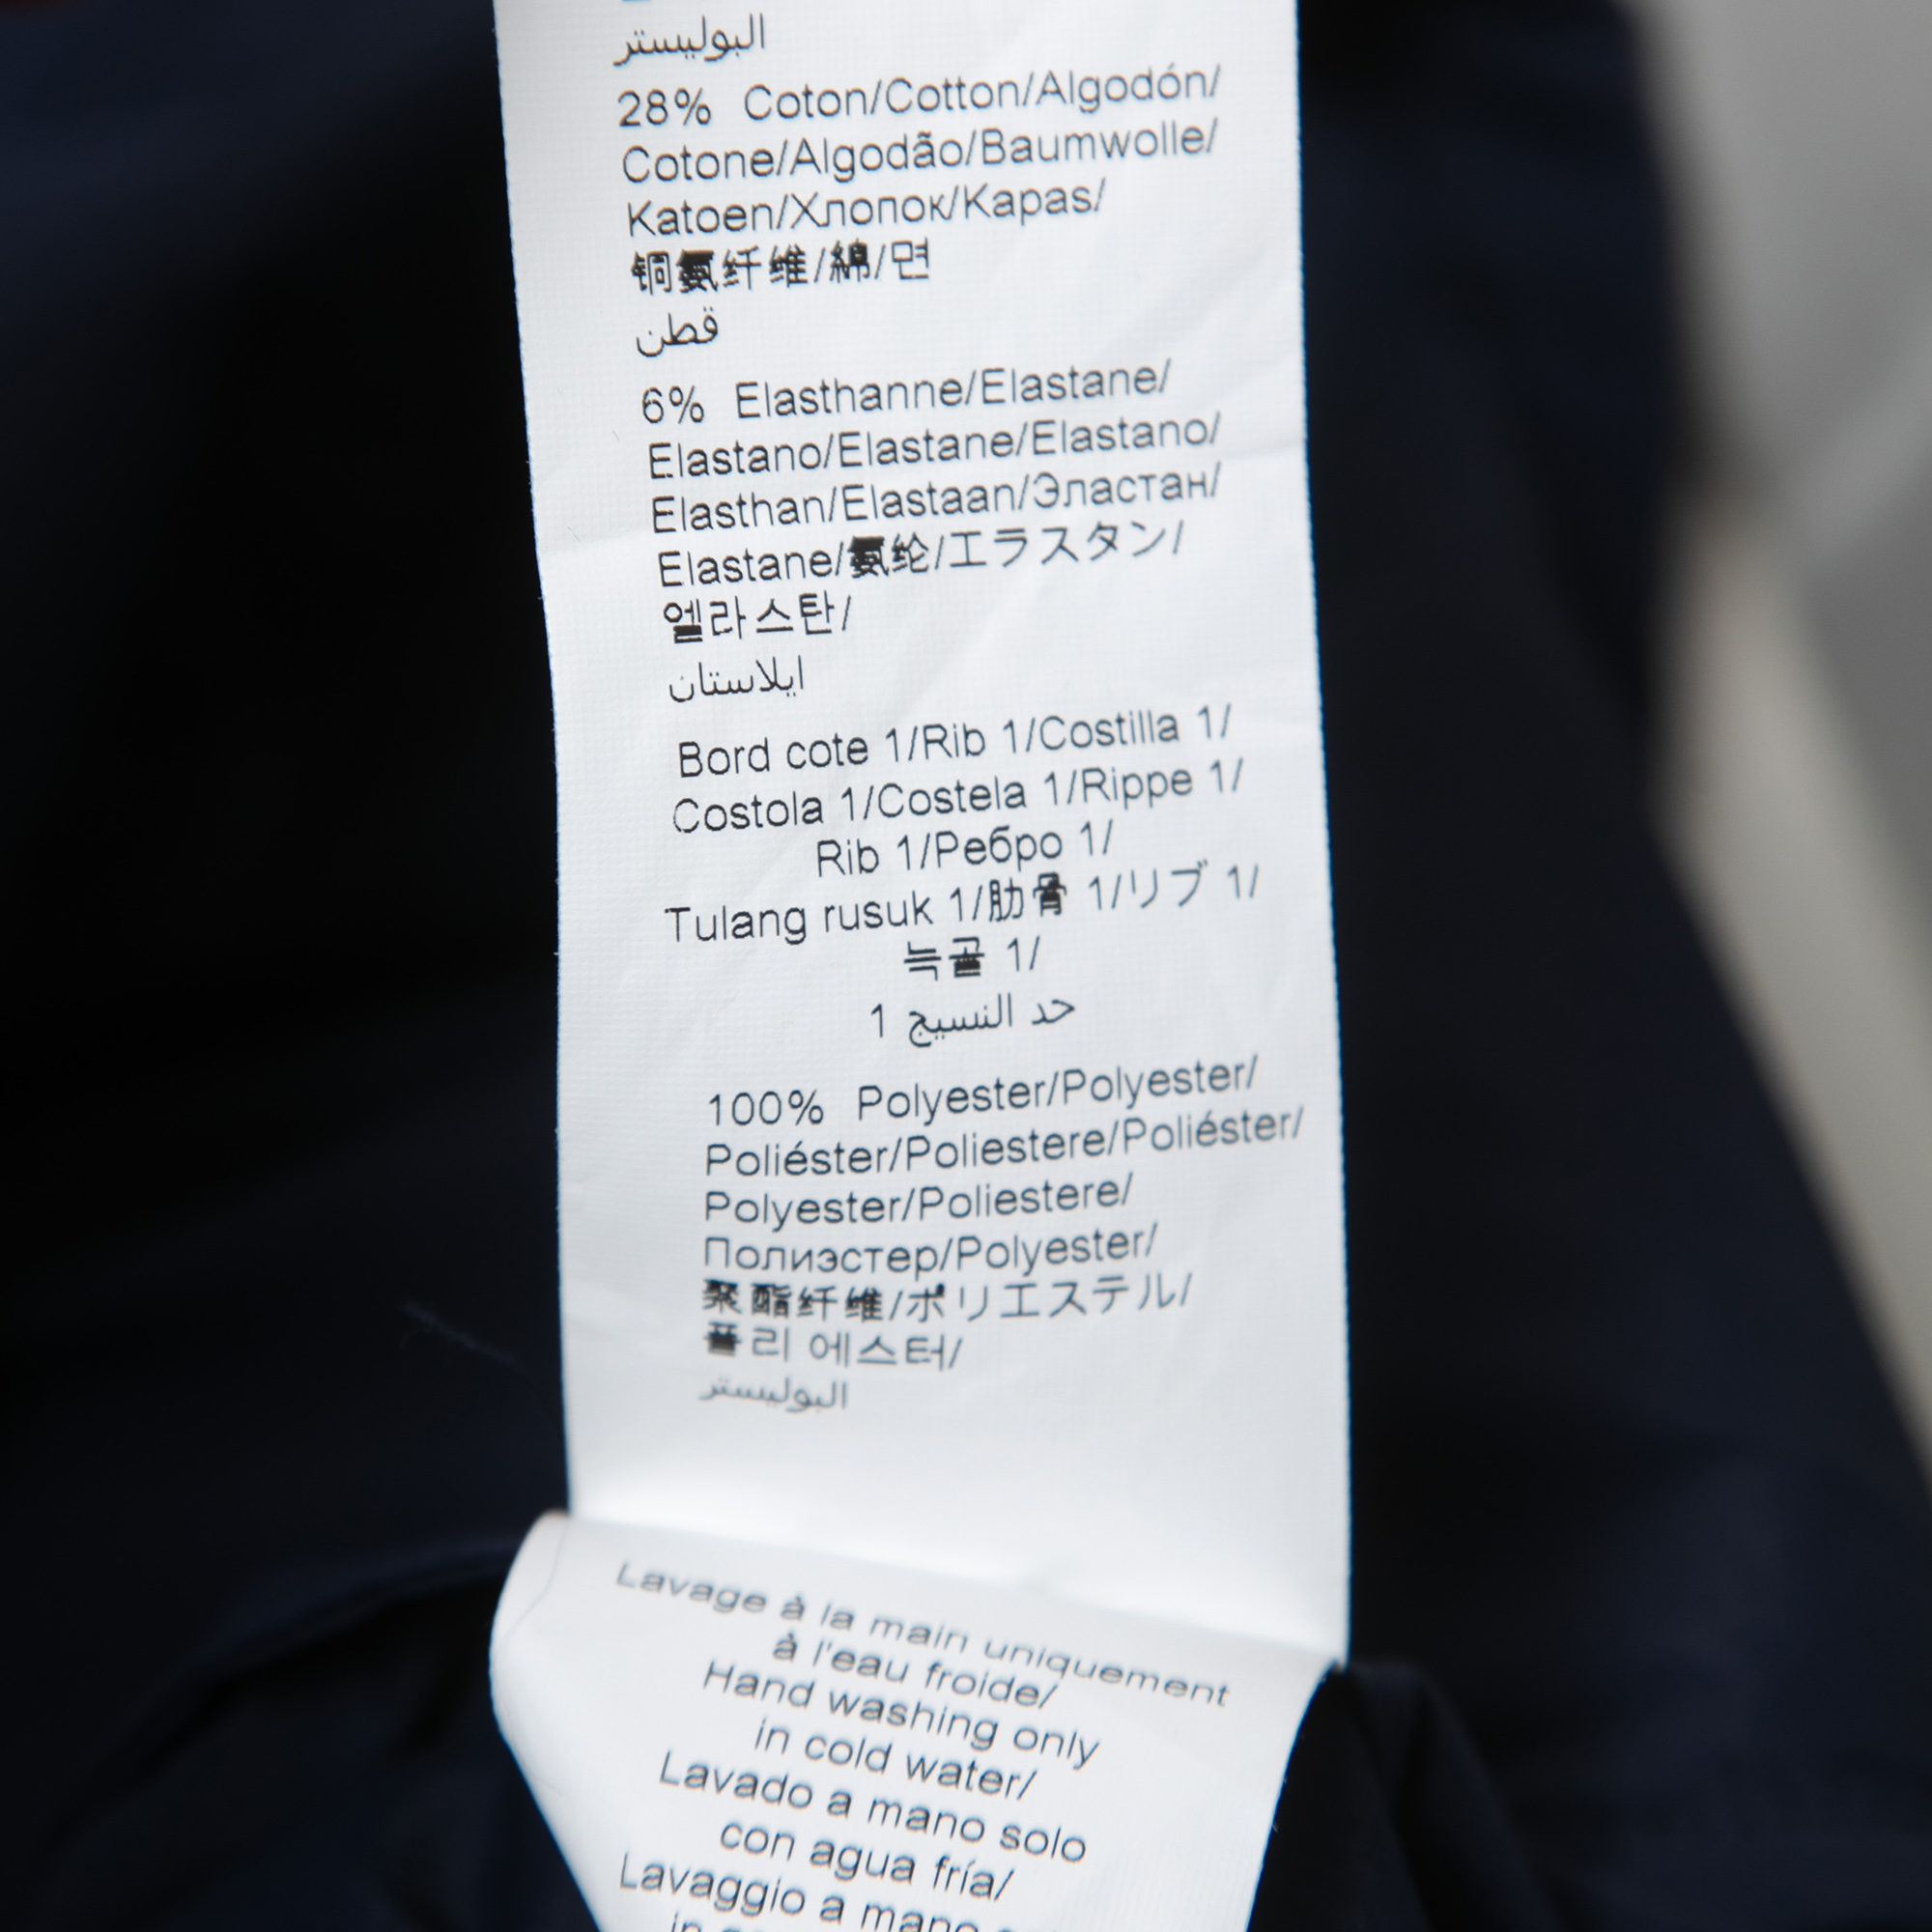 البوليستر
28% Coton/Cotton/Algodón/
Cotone/Algodão/Baumwolle/
Katoen/Хлопок/Kapas/
铜氨纤维/綿/면
قطن
6% Elasthanne/Elastane/
Elastano/Elastane/Elastano/
Elasthan/Elastaan/Эластан/
Elastane/氨纶/エラスタン/
엘라스탄/
ايلاستان
Bord cote 1/Rib 1/Costilla 1/
Costola 1/Costela 1/Rippe 1/
Rib 1/Ребро 1/
Tulang rusuk 1/肋骨 1/リブ 1/
늑골 1/
حد النسيج 1
100% Polyester/Polyester/
Poliéster/Poliestere/Poliéster/
Polyester/Poliestere/
Полиэстер/Polyester/
聚酯纤维/ポリエステル/
폴리 에스터/
البوليستر
Lavage à la main uniquement
à l'eau froide/
Hand washing only
in cold water/
Lavado a mano solo
con agua fría/
Lavaggio a mano
in